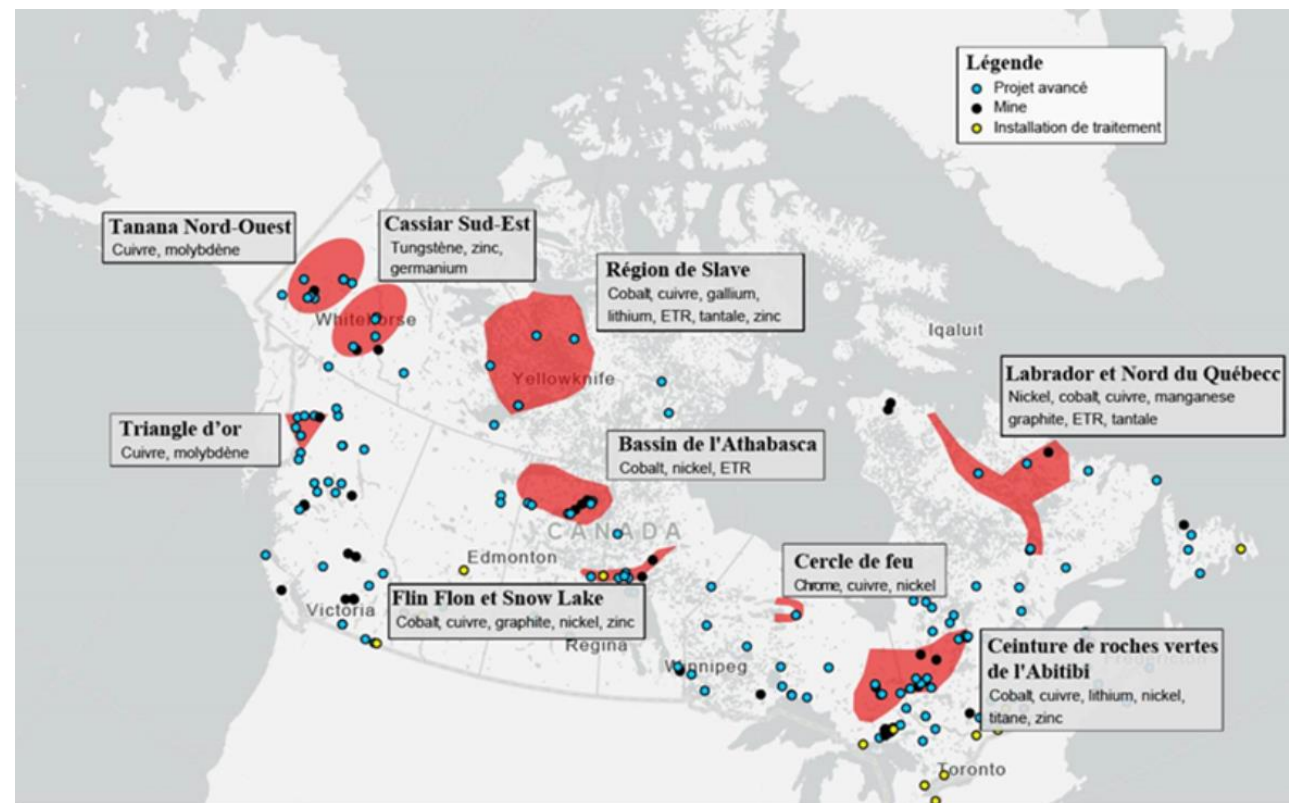 Légende
Projet avancé
Mine
Installation de traitement
Tanana Nord-Ouest
Cuivre, molybdène
Cassiar Sud-Est
Tungstène, zinc,
germanium
Région de Slave
Cobalt, cuivre, gallium,
lithium, ETR, tantale, zinc
Whitehorse
Iqaluit
Yellowknife
Labrador et Nord du Québecc
Nickel, cobalt, cuivre, manganese
graphite, ETR, tantale
Triangle d'or
Cuivre, molybdène
Bassin de l'Athabasca
Cobalt, nickel, ETR
CANADA
Edmonton
Cercle de feu
Chrome, cuivre, nickel
Flin Flon et Snow Lake
Cobalt, cuivre, graphite, nickel, zinc
Victoria
Regina
Winnipeg
Ceinture de roches vertes
de l'Abitibi
Cobalt, cuivre, lithium, nickel,
titane, zinc
Fredericton
Toronto